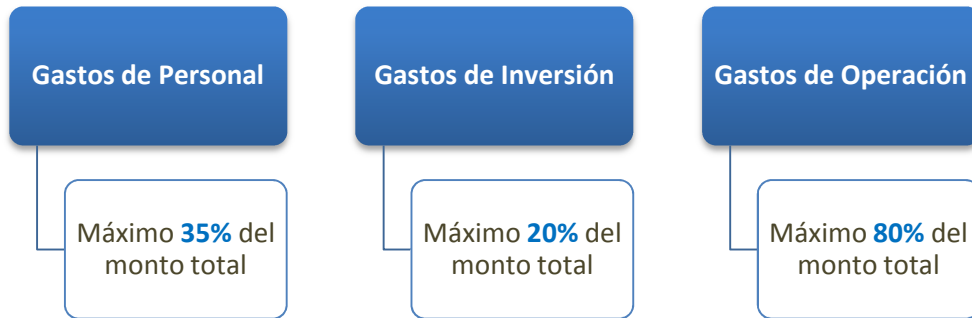 Gastos de Personal
Máximo 35% del
monto total
Gastos de Inversión
Máximo 20% del
monto total
Gastos de Operación
Máximo 80% del
monto total